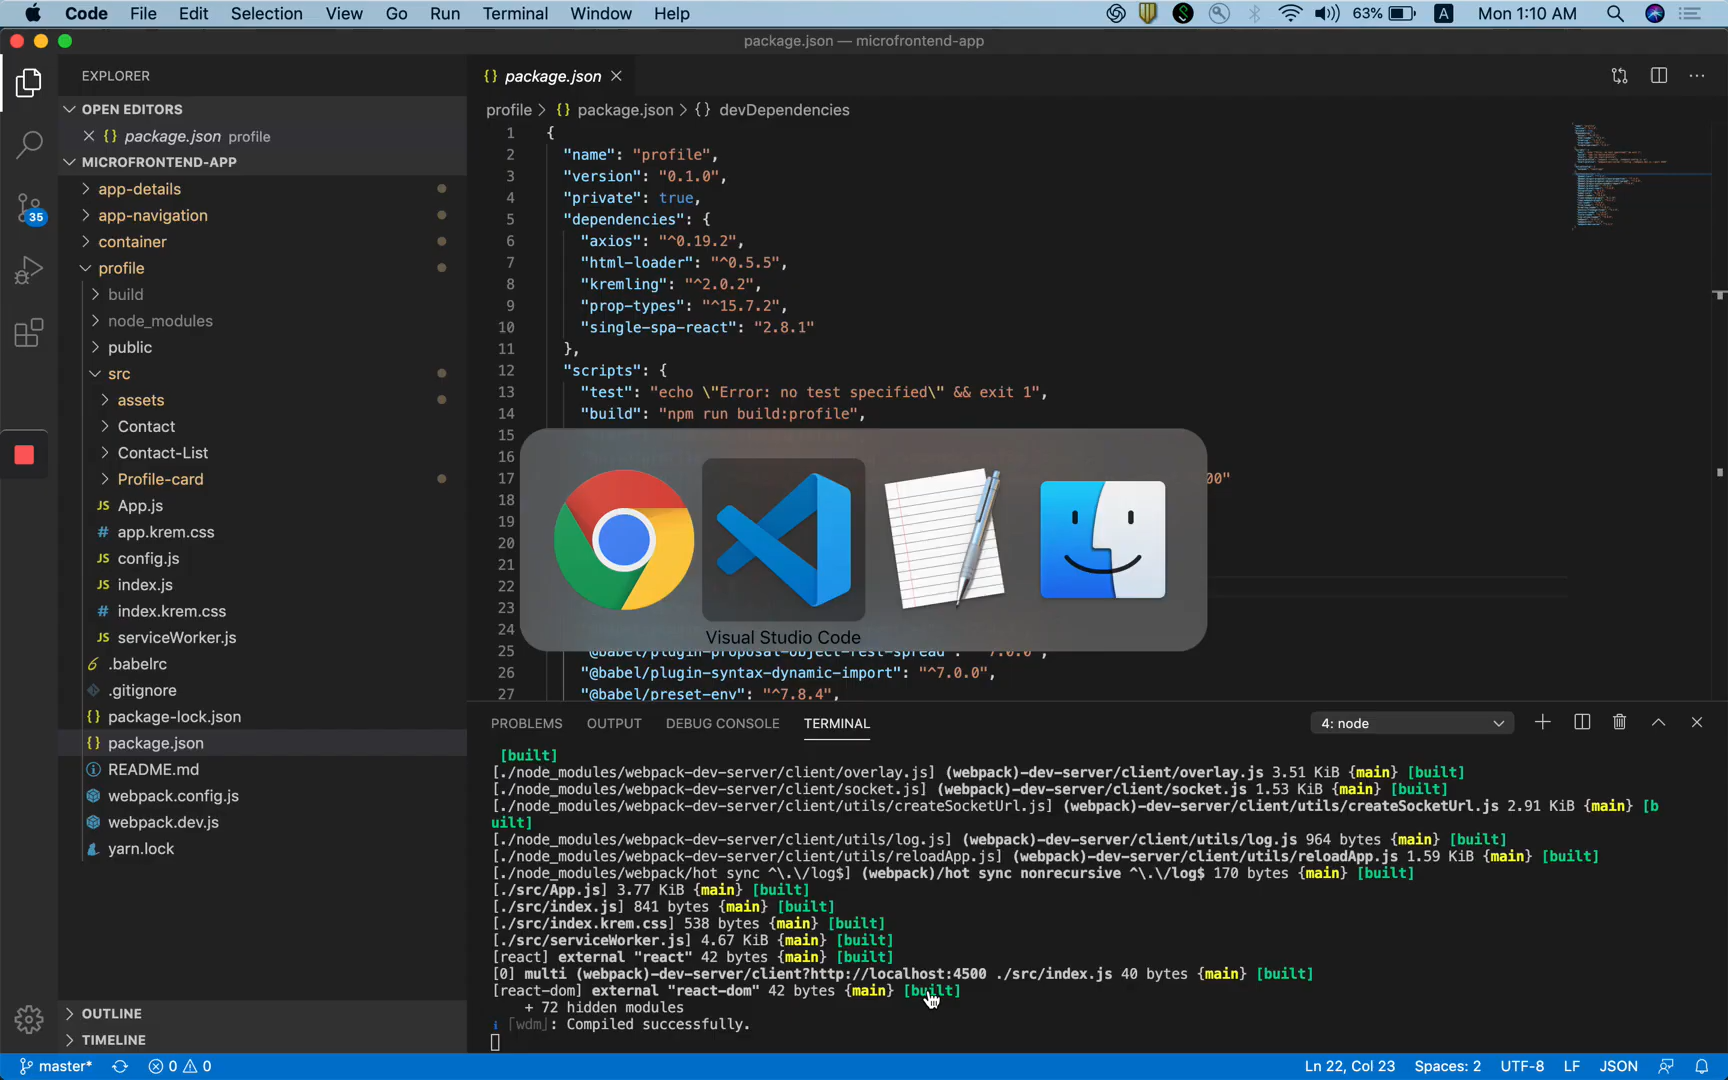 Code File Edit Selection View Go Run Terminal Window Help
63% A Mon 1:10 AM
package.json — microfrontend-app
EXPLORER
OPEN EDITORS
{} package.json profile
MICROFRONTEND-APP
app-details
app-navigation
container
profile
build
node_modules
public
src
assets
Contact
Contact-List
Profile-card
JS App.js
# app.krem.css
JS config.js
JS index.js
# index.krem.css
JS serviceWorker.js
.babelrc
.gitignore
{} package-lock.json
{} package.json
README.md
webpack.config.js
webpack.dev.js
yarn.lock
OUTLINE
TIMELINE
35
{} package.json
profile > {} package.json > {} devDependencies
1 {
2 "name": "profile",
3 "version": "0.1.0",
4 "private": true,
5 "dependencies": {
6 "axios": "^0.19.2",
7 "html-loader": "^0.5.5",
8 "kremling": "^2.0.2",
9 "prop-types": "^15.7.2",
10 "single-spa-react": "2.8.1"
11 },
12 "scripts": {
13 "test": "echo \"Error: no test specified\" && exit 1",
14 "build": "npm run build:profile",
15
16
17 00"
18
19
20
21
22
23
24
25 "@babel/plugin-proposal-object-rest-spread": "^7.0.0",
26 "@babel/plugin-syntax-dynamic-import": "^7.0.0",
27 "@babel/preset-env": "^7.8.4",
Visual Studio Code
PROBLEMS OUTPUT DEBUG CONSOLE TERMINAL 4: node
[built]
[./node_modules/webpack-dev-server/client/overlay.js] (webpack)-dev-server/client/overlay.js 3.51 KiB {main} [built]
[./node_modules/webpack-dev-server/client/socket.js] (webpack)-dev-server/client/socket.js 1.53 KiB {main} [built]
[./node_modules/webpack-dev-server/client/utils/createSocketUrl.js] (webpack)-dev-server/client/utils/createSocketUrl.js 2.91 KiB {main} [b
uilt]
[./node_modules/webpack-dev-server/client/utils/log.js] (webpack)-dev-server/client/utils/log.js 964 bytes {main} [built]
[./node_modules/webpack-dev-server/client/utils/reloadApp.js] (webpack)-dev-server/client/utils/reloadApp.js 1.59 KiB {main} [built]
[./node_modules/webpack/hot sync ^\.\/log$] (webpack)/hot sync nonrecursive ^\.\/log$ 170 bytes {main} [built]
[./src/App.js] 3.77 KiB {main} [built]
[./src/index.js] 841 bytes {main} [built]
[./src/index.krem.css] 538 bytes {main} [built]
[./src/serviceWorker.js] 4.67 KiB {main} [built]
[react] external "react" 42 bytes {main} [built]
[0] multi (webpack)-dev-server/client?http://localhost:4500 ./src/index.js 40 bytes {main} [built]
[react-dom] external "react-dom" 42 bytes {main} [built]
+ 72 hidden modules
i ｢wdm｣: Compiled successfully.
master* 0 0 Ln 22, Col 23 Spaces: 2 UTF-8 LF JSON